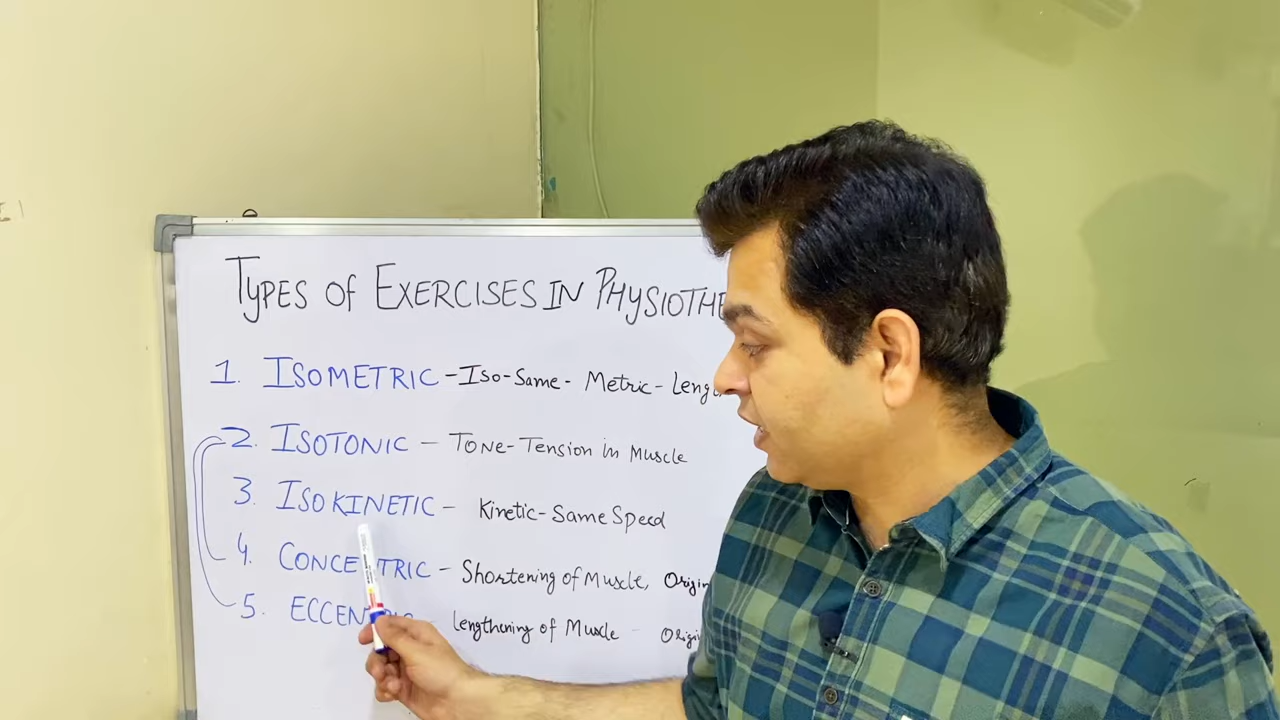 TYPES OF EXERCISES IN PHYSIOTHE
1. ISOMETRIC - Iso - Same - Metric - Leng
2. ISOTONIC - TONE - Tension in Muscle
3. ISOKINETIC - Kinetic - Same Speed
4. CONCENTRIC - Shortening of Muscle, Origin
5. ECCENTRIC - Lengthening of Muscle - Origi